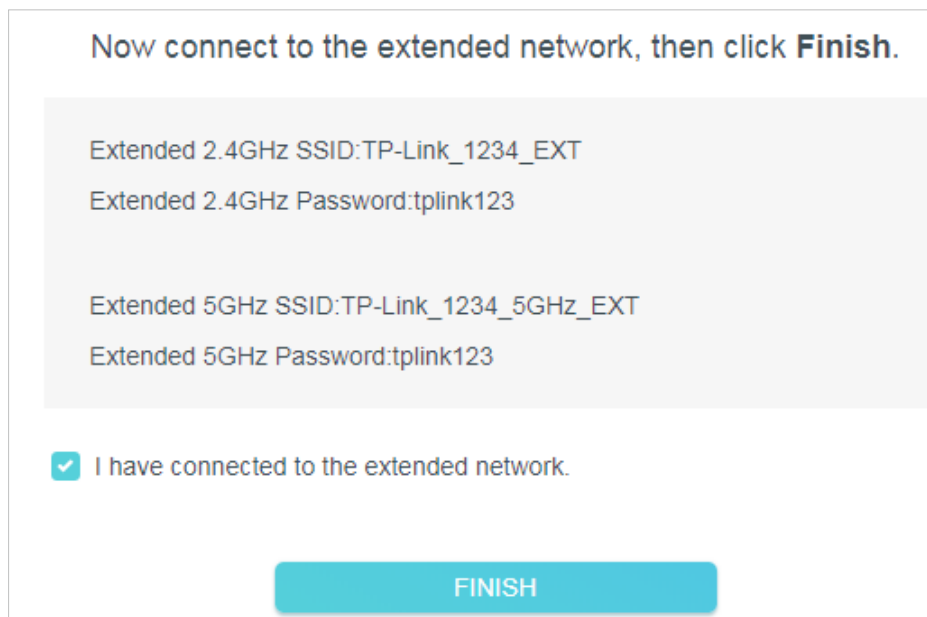 Now connect to the extended network, then click Finish.
Extended 2.4GHz SSID:TP-Link_1234_EXT
Extended 2.4GHz Password:tplink123
Extended 5GHz SSID:TP-Link_1234_5GHz_EXT
Extended 5GHz Password:tplink123
I have connected to the extended network.
FINISH